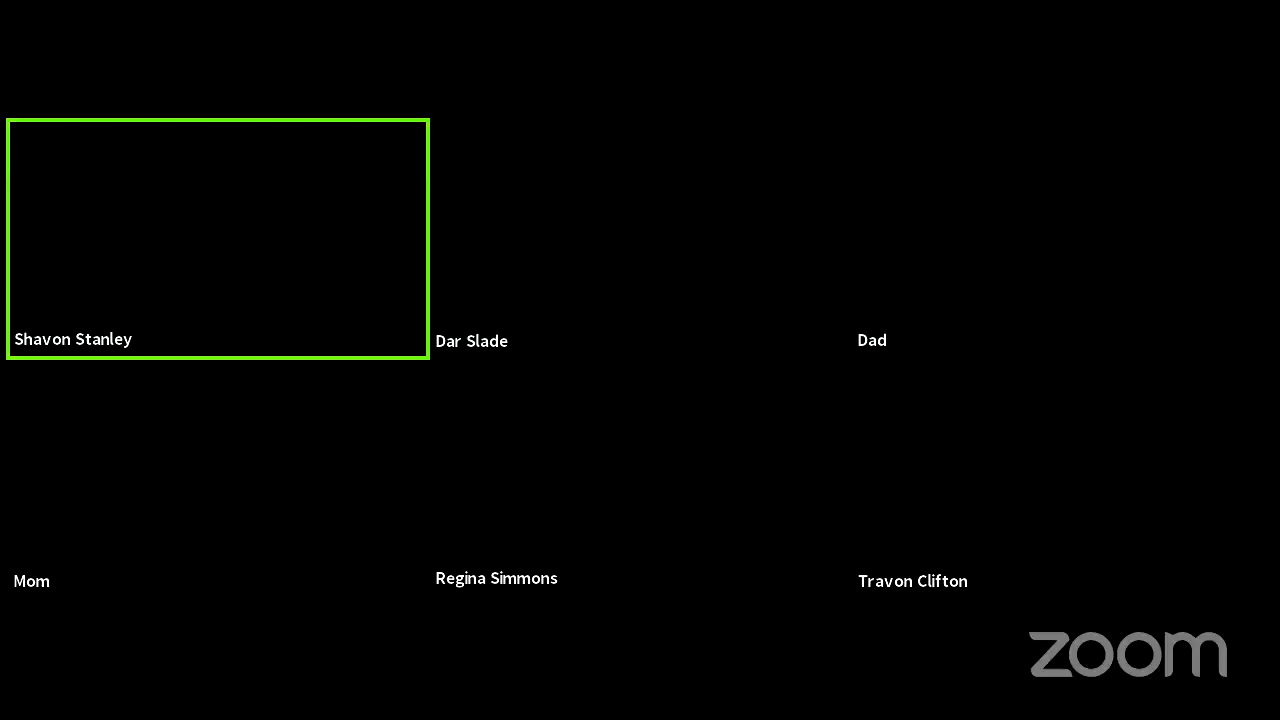 Shavon Stanley
Dar Slade
Dad
Mom
Regina Simmons
Travon Clifton
zoom